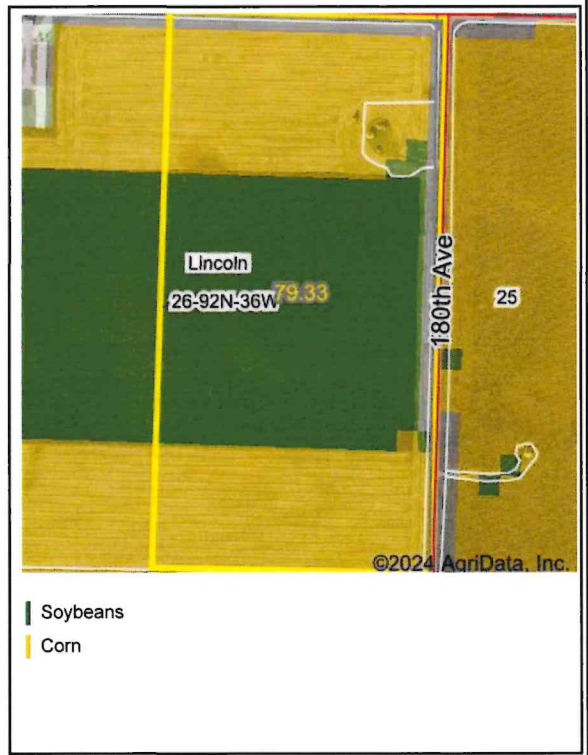 Lincoln
26-92N-36W
79.33
180th Ave
25
©2024 AgriData, Inc.
Soybeans
Corn